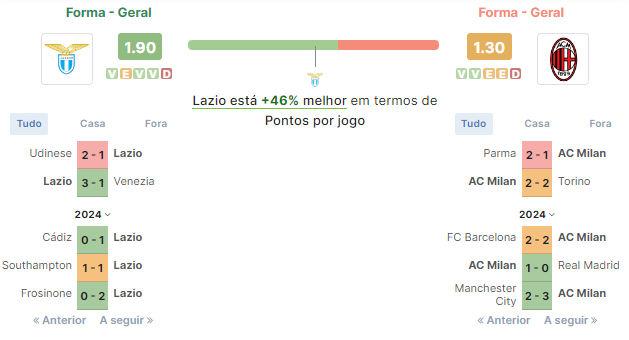 Forma - Geral
1.90
V E V V D
Lazio está +46% melhor em termos de
Pontos por jogo
Forma - Geral
1.30
ACM
1899
V V E E D
Tudo Casa Fora
Udinese 2 - 1 Lazio
Lazio 3 - 1 Venezia
2024
Cádiz 0 - 1 Lazio
Southampton 1 - 1 Lazio
Frosinone 0 - 2 Lazio
« Anterior A seguir »
Tudo Casa Fora
Parma 2 - 1 AC Milan
AC Milan 2 - 2 Torino
2024
FC Barcelona 2 - 2 AC Milan
AC Milan 1 - 0 Real Madrid
Manchester
City 2 - 3 AC Milan
« Anterior A seguir »